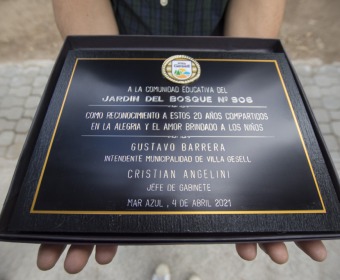 A LA COMUNIDAD EDUCATIVA DEL
JARDIN DEL BOSQUE Nº 906
COMO RECONOCIMIENTO A ESTOS 20 AÑOS COMPARTIDOS
EN LA ALEGRIA Y EL AMOR BRINDADO A LOS NIÑOS
GUSTAVO BARRERA
INTENDENTE MUNICIPALIDAD DE VILLA GESELL
CRISTIAN ANGELINI
JEFE DE GABINETE
MAR AZUL, 4 DE ABRIL 2021